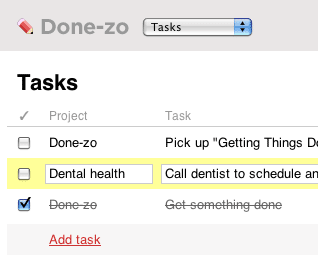 Done-zo Tasks
Tasks
✓ Project Task
Done-zo Pick up "Getting Things
Dental health Call dentist to schedule
Done-zo Get something done
Add task